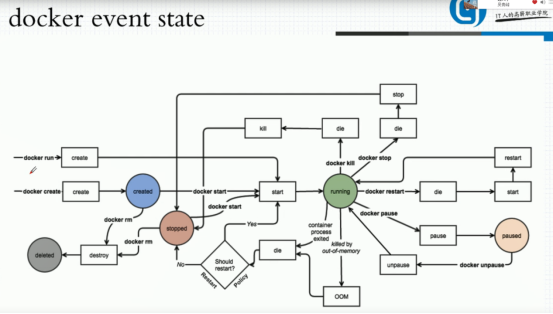 docker event state
IT人的高薪职业学院
stop
kill
die
die
docker run
create
docker kill
docker stop
restart
docker create
create
created
docker start
start
running
docker restart
die
start
docker start
docker rm
stopped
docker pause
Yes
container
process
exited
pause
paused
docker rm
killed by
out-of-memory
deleted
destroy
Should
restart?
die
No
unpause
docker unpause
Restart
Policy
OOM